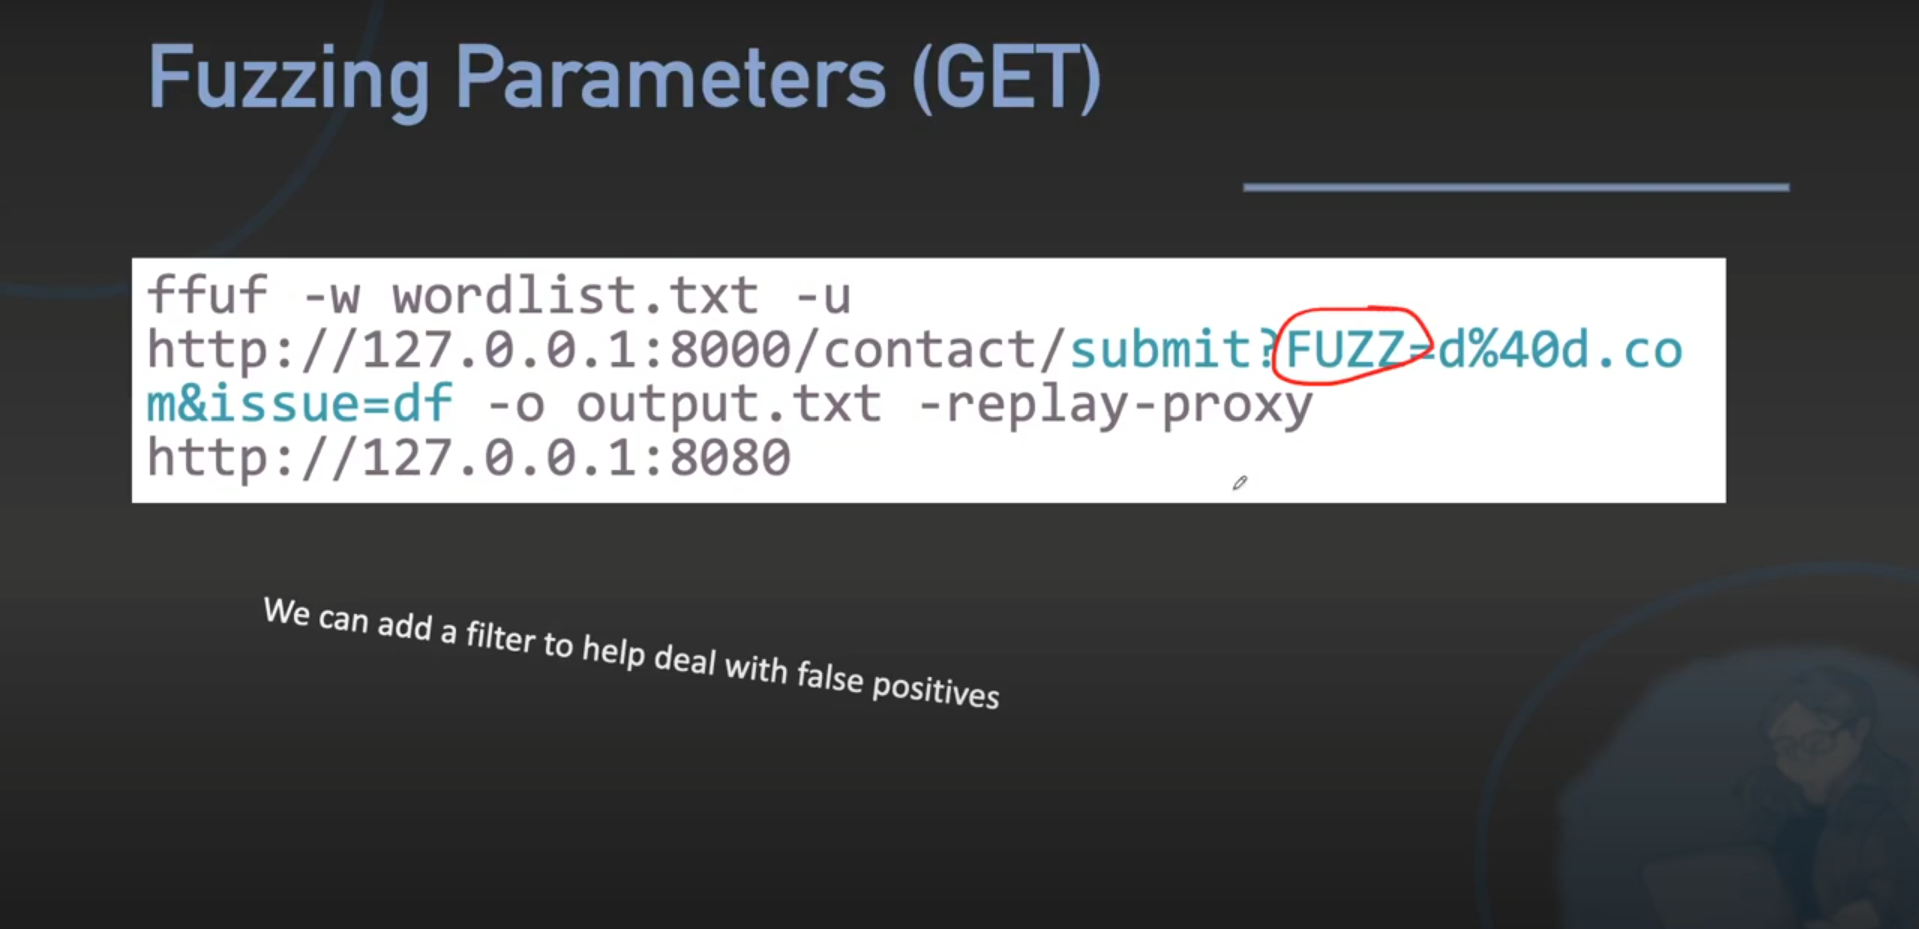 Fuzzing Parameters (GET)
ffuf -w wordlist.txt -u
http://127.0.0.1:8000/contact/submit?FUZZ=d%40d.co
m&issue=df -o output.txt -replay-proxy
http://127.0.0.1:8080
We can add a filter to help deal with false positives